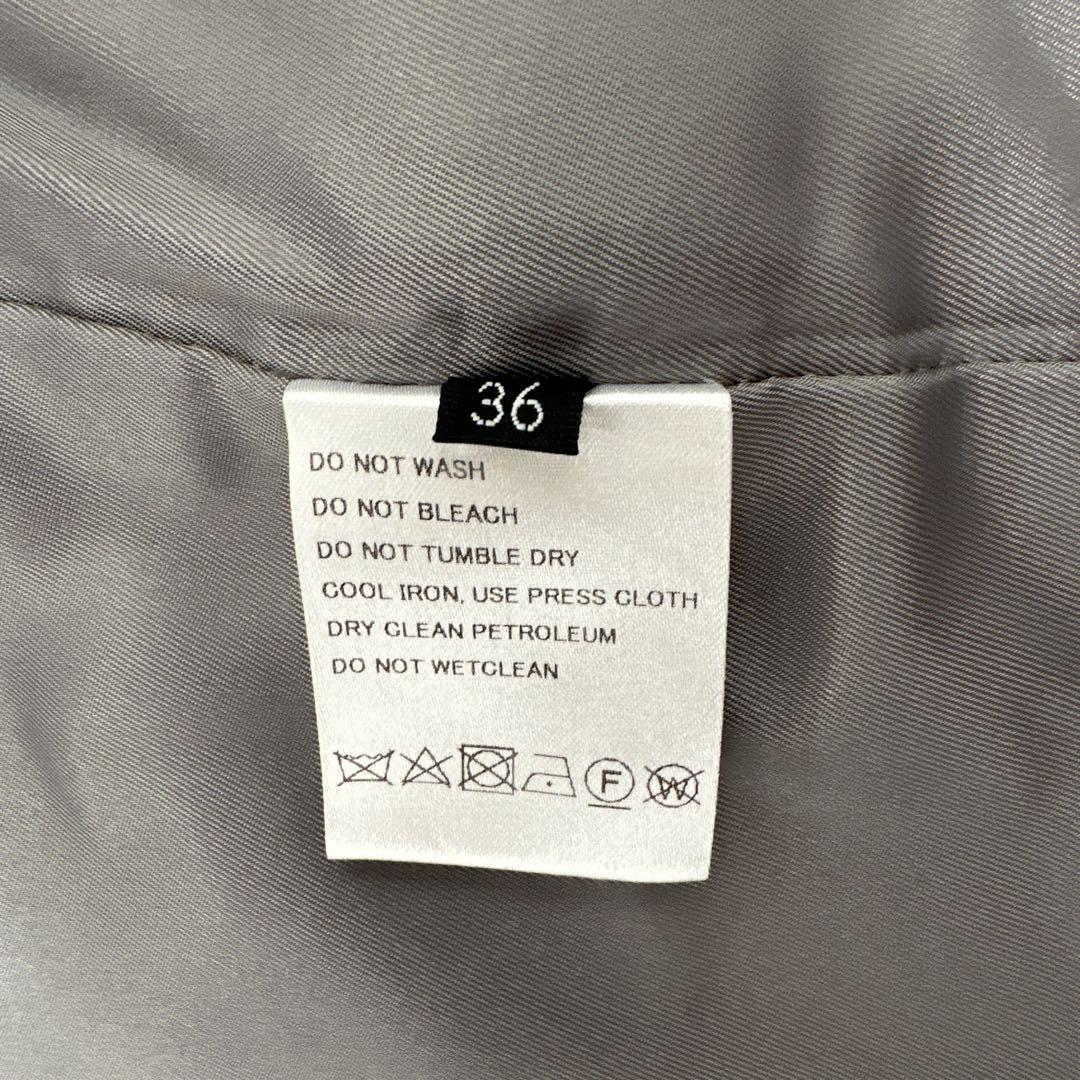 36
DO NOT WASH
DO NOT BLEACH
DO NOT TUMBLE DRY
COOL IRON, USE PRESS CLOTH
DRY CLEAN PETROLEUM
DO NOT WETCLEAN
F W